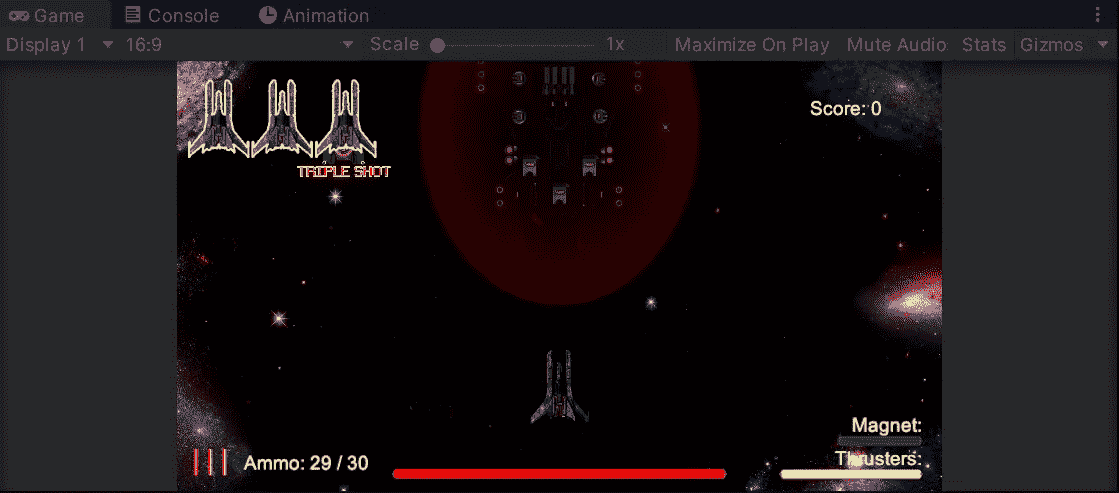 Game Console Animation
Display 1 16:9 Scale 1x Maximize On Play Mute Audio Stats Gizmos
Score: 0
TRIPLE SHOT
Magnet:
Ammo: 29 / 30 Thrusters: